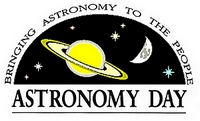 BRINGING ASTRONOMY TO THE PEOPLE
ASTRONOMY DAY